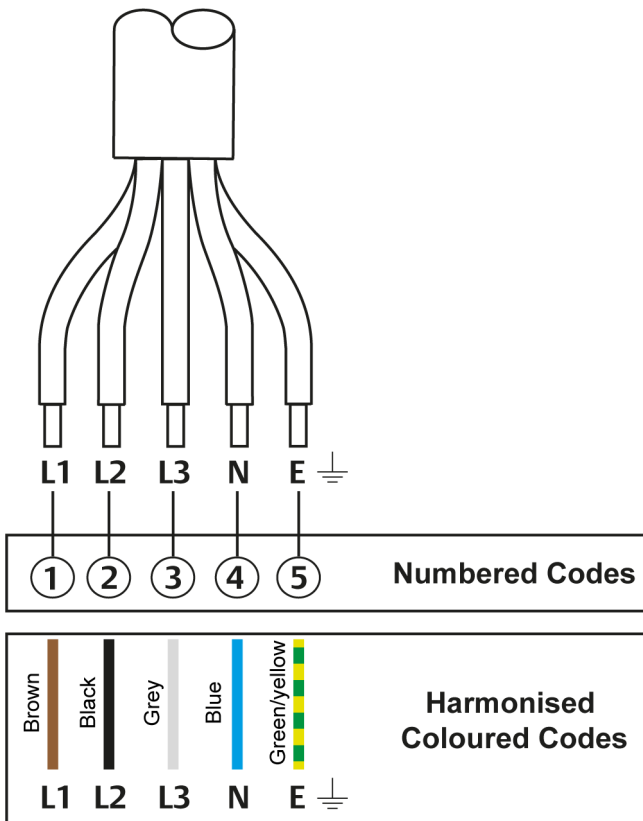 L1 L2 L3 N E
1 2 3 4 5 Numbered Codes
Brown Black Grey Blue Green/yellow
Harmonised
Coloured Codes
L1 L2 L3 N E